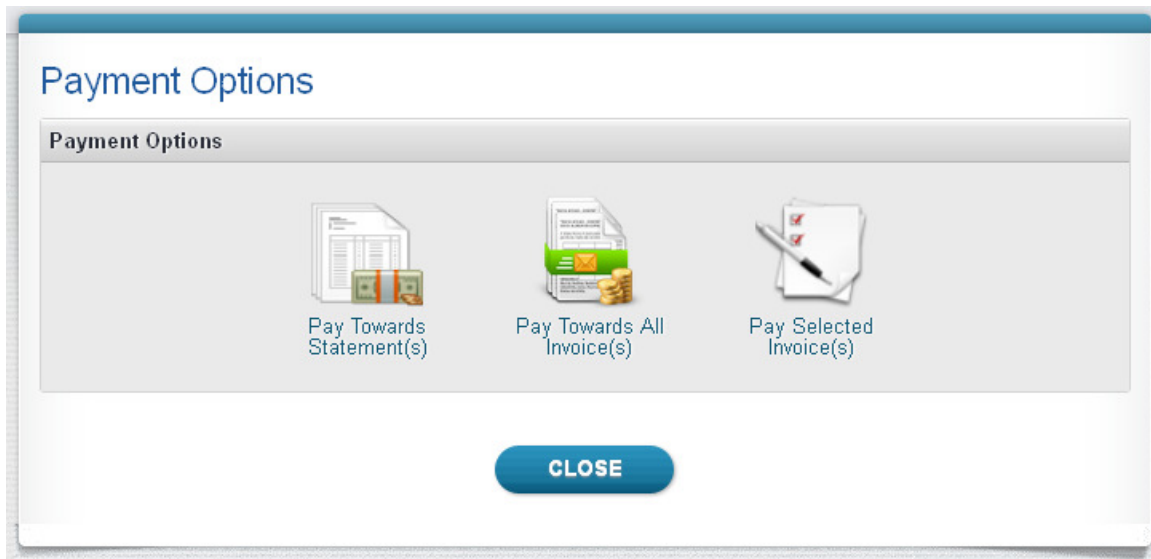 Payment Options
Payment Options
Pay Towards
Statement(s)
Pay Towards All
Invoice(s)
Pay Selected
Invoice(s)
CLOSE